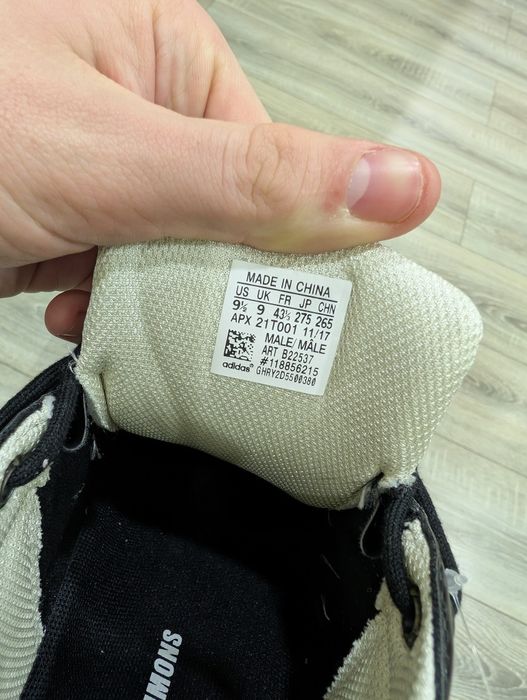 MADE IN CHINA
US UK FR JP CHN
9½ 9 43⅓ 275 265
APX 21T001 11/17
MALE/MÂLE
ART B22537
#118856215
adidas GHRY2D5500380
MONS